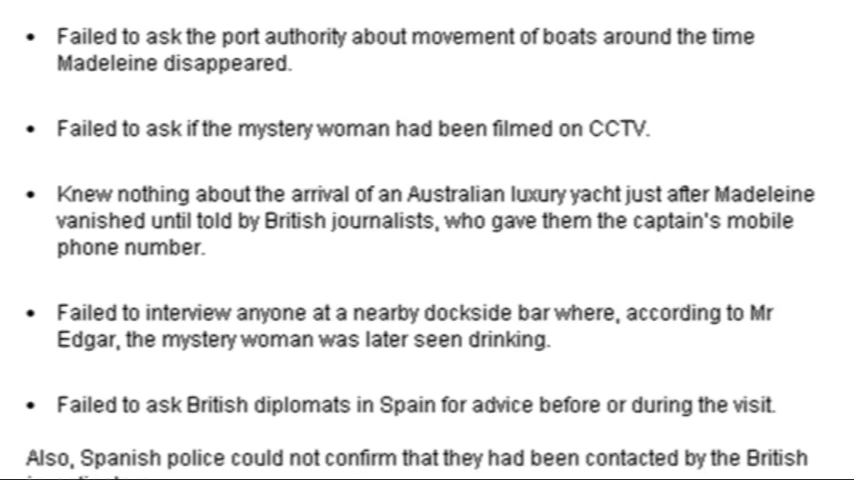 • Failed to ask the port authority about movement of boats around the time
Madeleine disappeared.
• Failed to ask if the mystery woman had been filmed on CCTV.
• Knew nothing about the arrival of an Australian luxury yacht just after Madeleine
vanished until told by British journalists, who gave them the captain's mobile
phone number.
• Failed to interview anyone at a nearby dockside bar where, according to Mr
Edgar, the mystery woman was later seen drinking.
• Failed to ask British diplomats in Spain for advice before or during the visit.
Also, Spanish police could not confirm that they had been contacted by the British